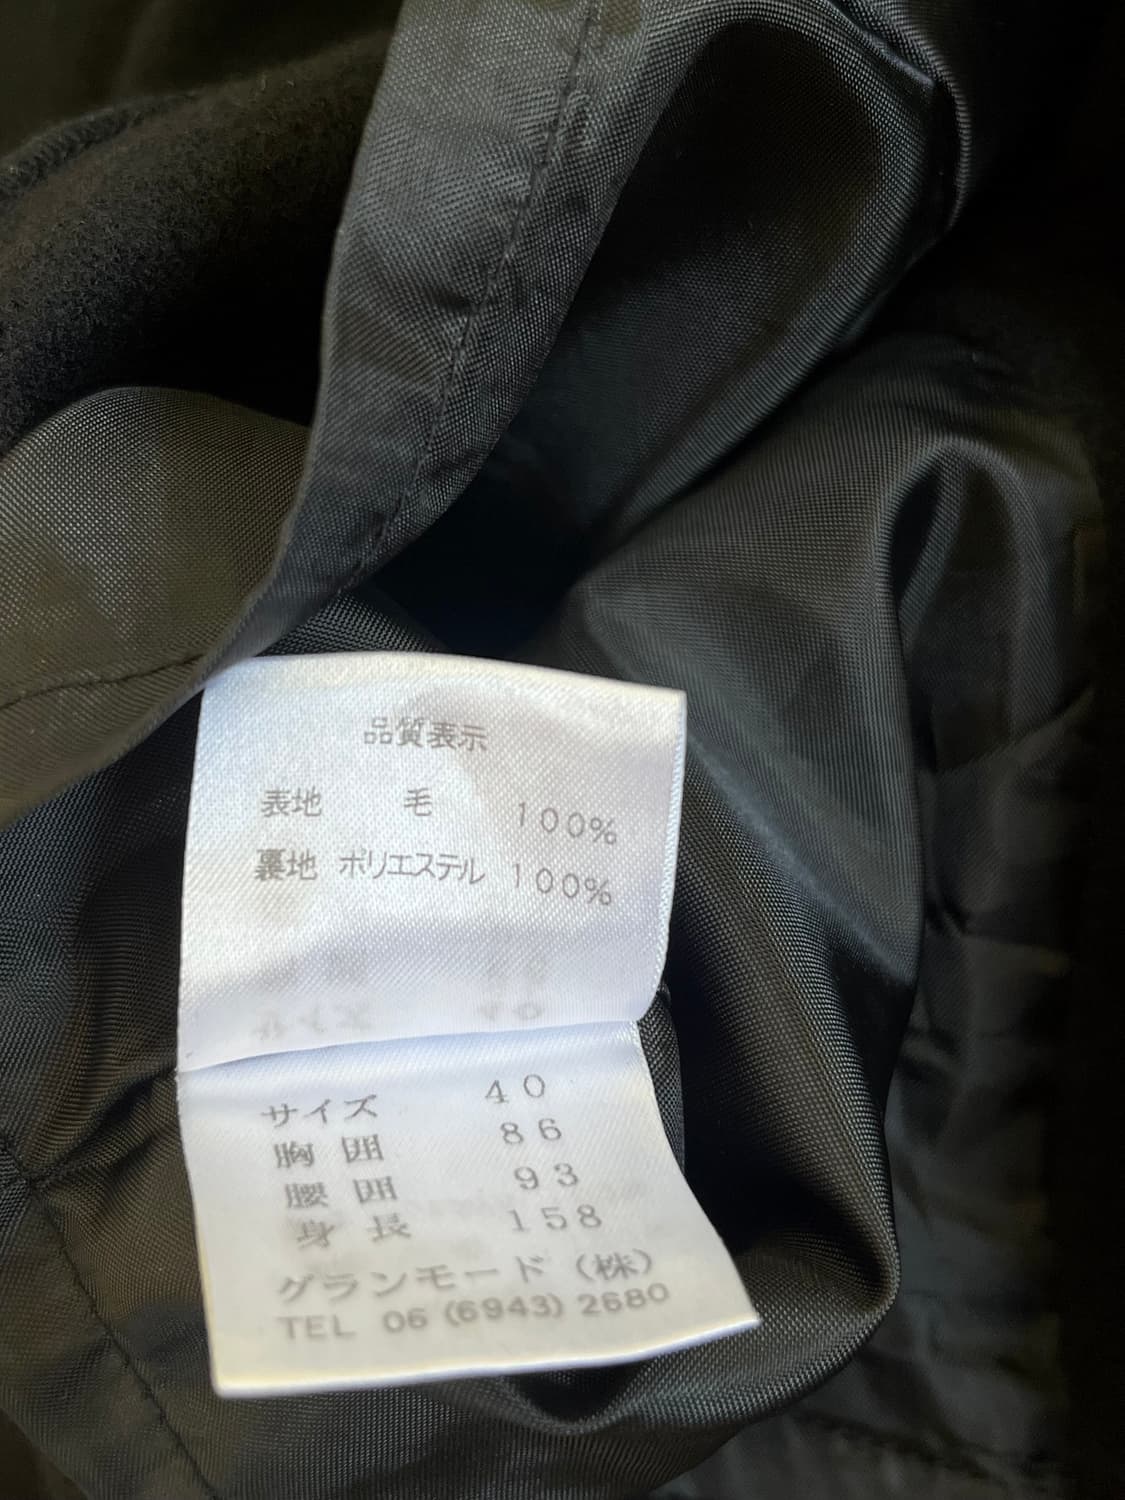 品質表示
表地 毛 100%
裏地 ポリエステル 100%
サイズ 40
胸囲 86
腰囲 93
身長 158
グランモード(株)
TEL 06(6943)2680